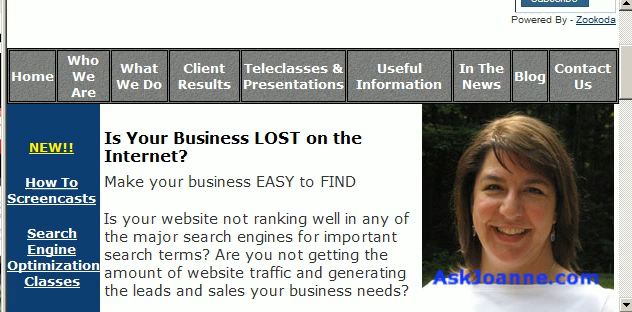 Subscribe
Powered By - Zookoda
Home
Who
We
Are
What
We Do
Client
Results
Teleclasses &
Presentations
Useful
Information
In The
News
Blog
Contact
Us
NEW!!
How To
Screencasts
Search
Engine
Optimization
Classes
Is Your Business LOST on the
Internet?
Make your business EASY to FIND
Is your website not ranking well in any of
the major search engines for important
search terms? Are you not getting the
amount of website traffic and generating
the leads and sales your business needs?
AskJoanne.com